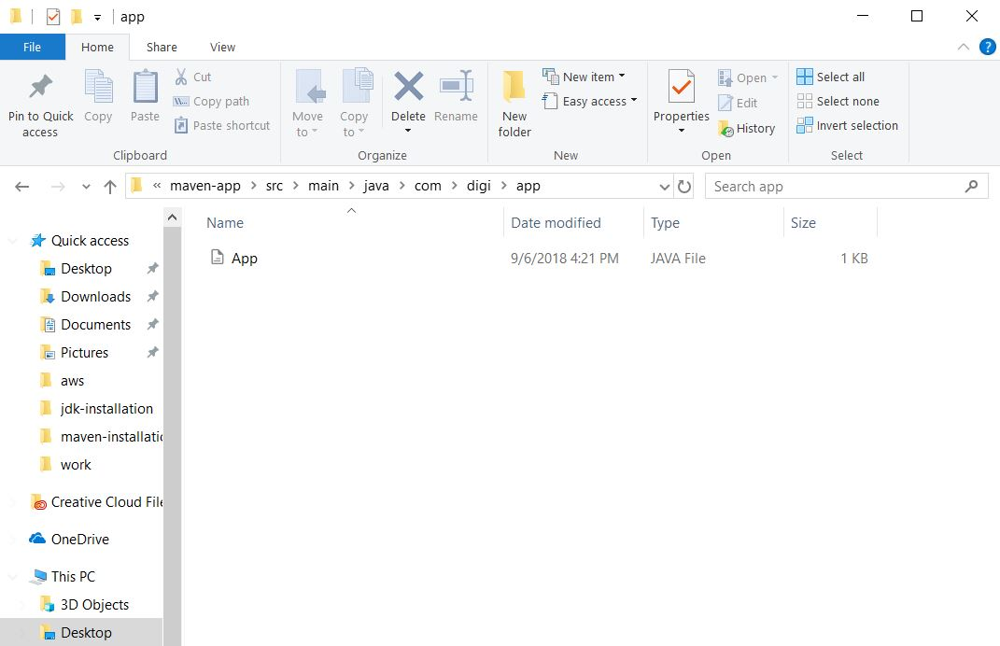 app
File Home Share View
Pin to Quick access
Copy
Paste
Cut
Copy path
Paste shortcut
Clipboard
Move to
Copy to
Delete
Rename
Organize
New folder
New item
Easy access
New
Properties
Open
Edit
History
Open
Select all
Select none
Invert selection
Select
« maven-app > src > main > java > com > digi > app
Search app
Name Date modified Type Size
App 9/6/2018 4:21 PM JAVA File 1 KB
Quick access
Desktop
Downloads
Documents
Pictures
aws
jdk-installation
maven-installatio
work
Creative Cloud File
OneDrive
This PC
3D Objects
Desktop